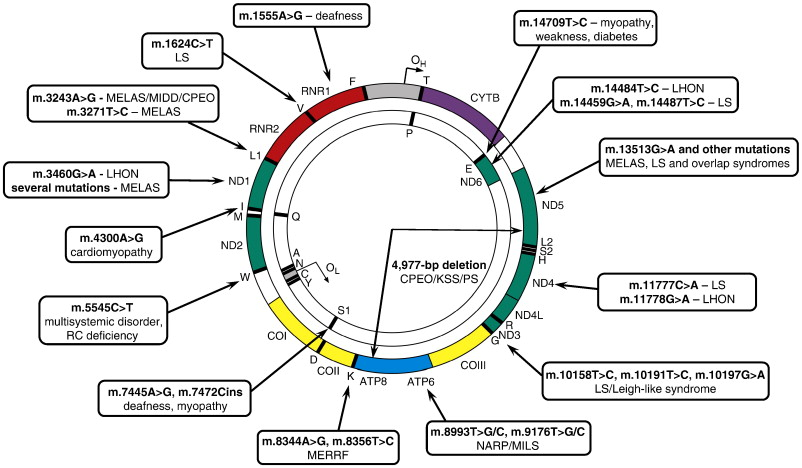 m.1555A>G – deafness
m.14709T>C – myopathy,
weakness, diabetes
m.1624C>T
LS
m.14484T>C – LHON
m.14459G>A, m.14487T>C – LS
m.3243A>G - MELAS/MIDD/CPEO
m.3271T>C – MELAS
m.13513G>A and other mutations
MELAS, LS and overlap syndromes
m.3460G>A - LHON
several mutations - MELAS
m.4300A>G
cardiomyopathy
m.5545C>T
multisystemic disorder,
RC deficiency
m.11777C>A – LS
m.11778G>A – LHON
m.10158T>C, m.10191T>C, m.10197G>A
LS/Leigh-like syndrome
m.7445A>G, m.7472Cins
deafness, myopathy
m.8344A>G, m.8356T>C
MERRF
m.8993T>G/C, m.9176T>G/C
NARP/MILS
4,977-bp deletion
CPEO/KSS/PS
OH
F
T
RNR1
CYTB
V
P
RNR2
L1
E
ND6
ND1
ND5
I
M
Q
ND2
L2
S2
H
A
N
C
Y
OL
W
ND4
S1
ND4L
R
ND3
G
COI
D
COII
K
ATP8
ATP6
COIII